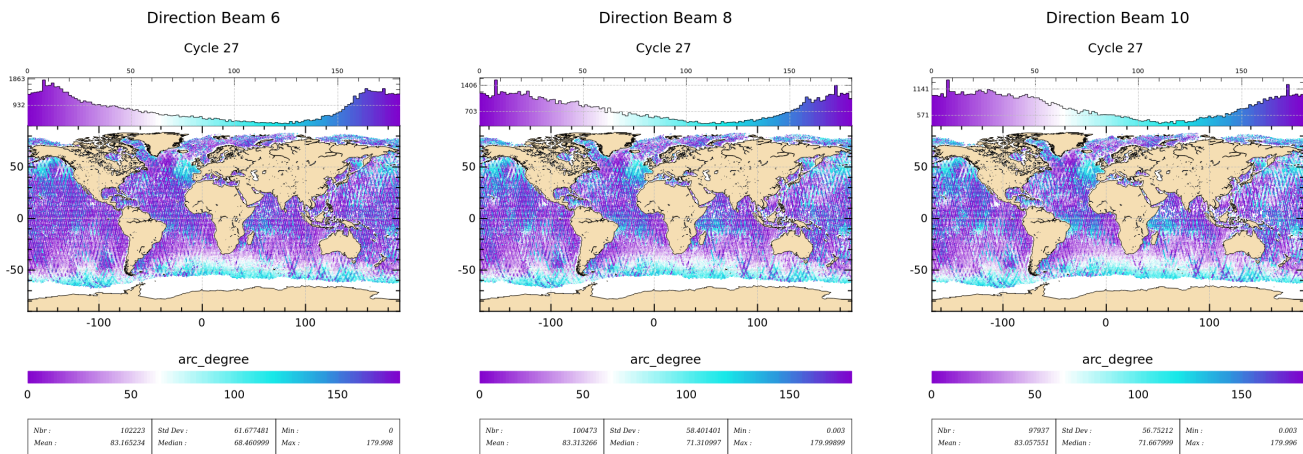 Direction Beam 6
Cycle 27
0 50 100 150
1863
932
50
0
-50
-100 0 100
arc_degree
0 50 100 150
Nbr : 102223 Std Dev : 61.677481 Min : 0
Mean : 83.165234 Median : 68.460999 Max : 179.998
Direction Beam 8
Cycle 27
0 50 100 150
1406
703
50
0
-50
-100 0 100
arc_degree
0 50 100 150
Nbr : 100473 Std Dev : 58.401401 Min : 0.003
Mean : 83.313266 Median : 71.310997 Max : 179.99899
Direction Beam 10
Cycle 27
0 50 100 150
1141
571
50
0
-50
-100 0 100
arc_degree
0 50 100 150
Nbr : 97937 Std Dev : 56.75212 Min : 0.003
Mean : 83.057551 Median : 71.667999 Max : 179.996